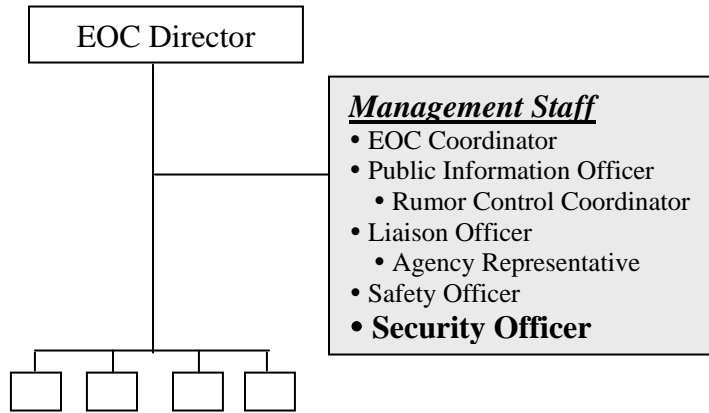 EOC Director
Management Staff
• EOC Coordinator
• Public Information Officer
• Rumor Control Coordinator
• Liaison Officer
• Agency Representative
• Safety Officer
• Security Officer